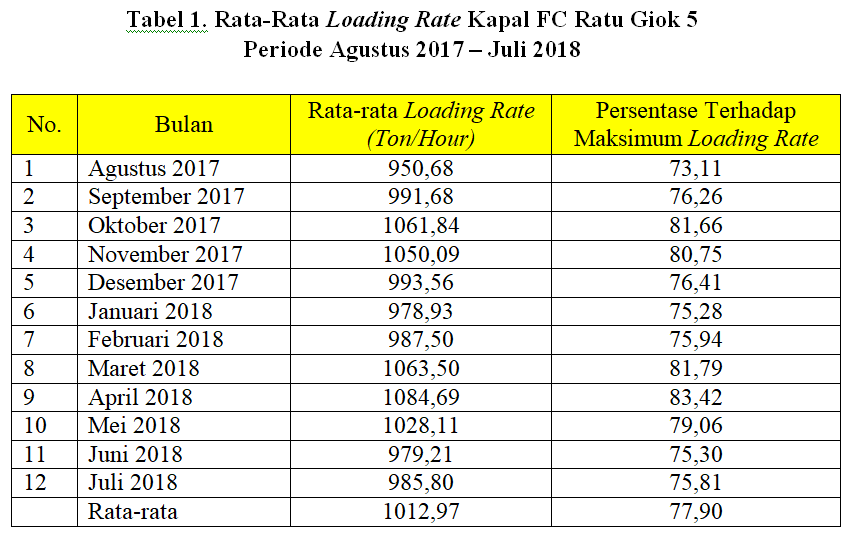 Tabel 1. Rata-Rata Loading Rate Kapal FC Ratu Giok 5
Periode Agustus 2017 – Juli 2018
No. Bulan Rata-rata Loading Rate (Ton/Hour) Persentase Terhadap Maksimum Loading Rate
1 Agustus 2017 950,68 73,11
2 September 2017 991,68 76,26
3 Oktober 2017 1061,84 81,66
4 November 2017 1050,09 80,75
5 Desember 2017 993,56 76,41
6 Januari 2018 978,93 75,28
7 Februari 2018 987,50 75,94
8 Maret 2018 1063,50 81,79
9 April 2018 1084,69 83,42
10 Mei 2018 1028,11 79,06
11 Juni 2018 979,21 75,30
12 Juli 2018 985,80 75,81
Rata-rata 1012,97 77,90